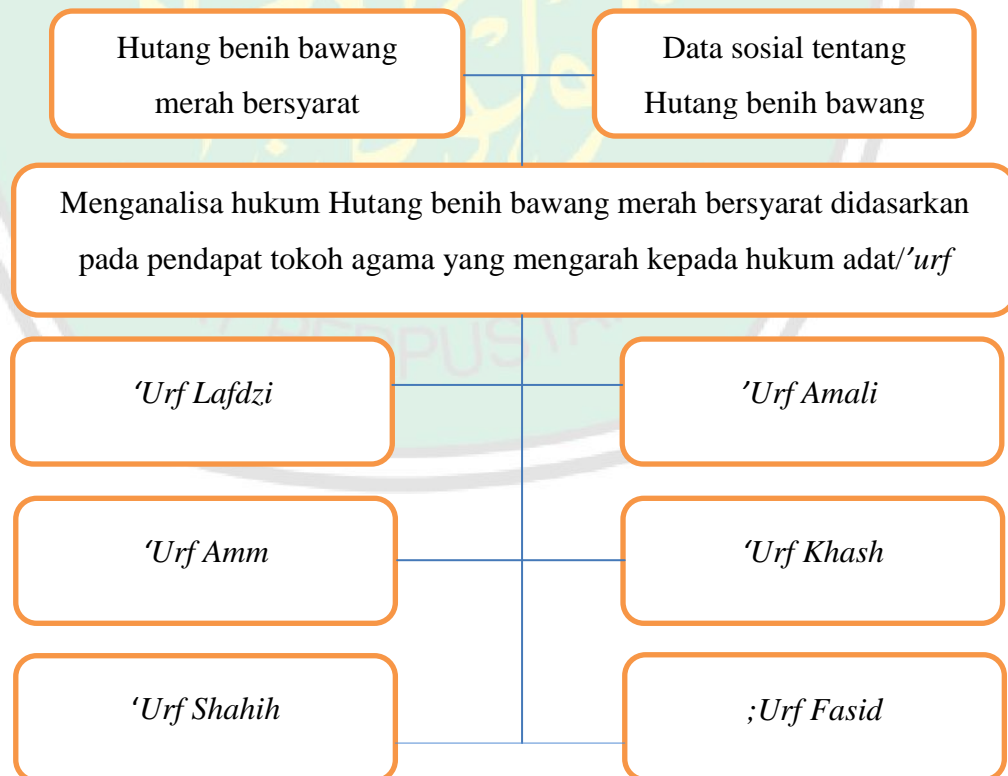 Hutang benih bawang
merah bersyarat
Data sosial tentang
Hutang benih bawang
Menganalisa hukum Hutang benih bawang merah bersyarat didasarkan
pada pendapat tokoh agama yang mengarah kepada hukum adat/’urf
‘Urf Lafdzi
’Urf Amali
‘Urf Amm
‘Urf Khash
‘Urf Shahih
;Urf Fasid